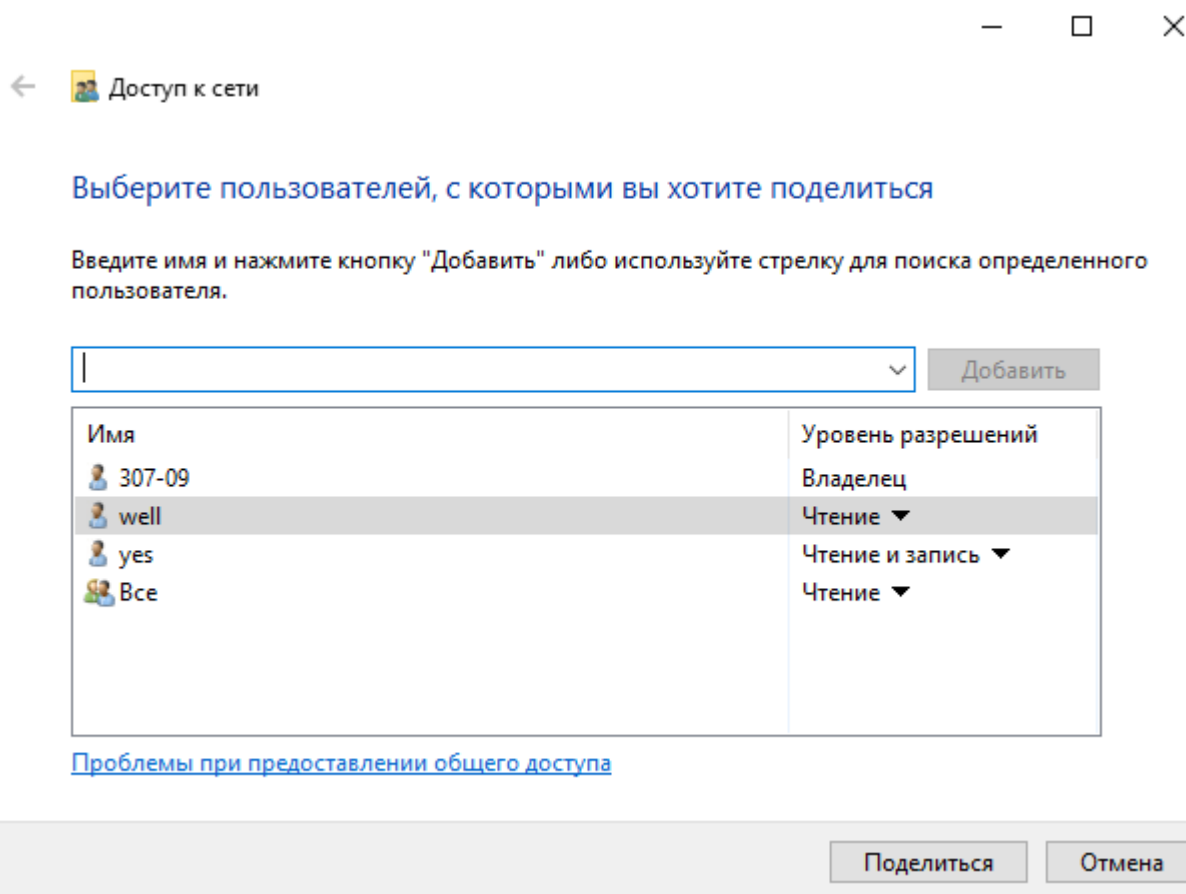 Доступ к сети
Выберите пользователей, с которыми вы хотите поделиться
Введите имя и нажмите кнопку "Добавить" либо используйте стрелку для поиска определенного
пользователя.
Добавить
Имя Уровень разрешений
307-09 Владелец
well Чтение
yes Чтение и запись
Все Чтение
Проблемы при предоставлении общего доступа
Поделиться Отмена